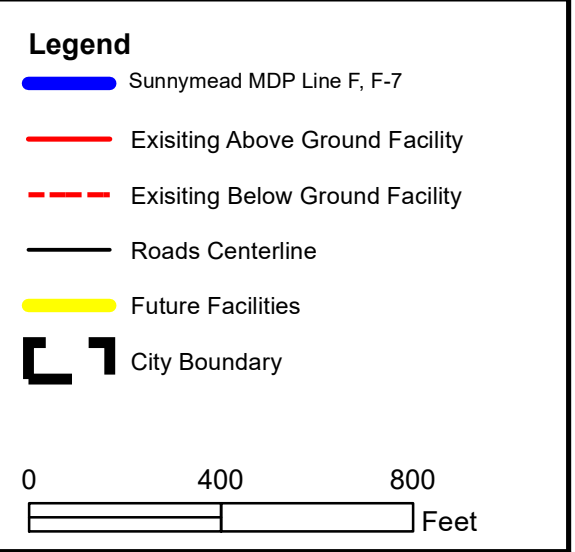 Legend
Sunnymead MDP Line F, F-7
Exisiting Above Ground Facility
Exisiting Below Ground Facility
Roads Centerline
Future Facilities
City Boundary
0 400 800
Feet